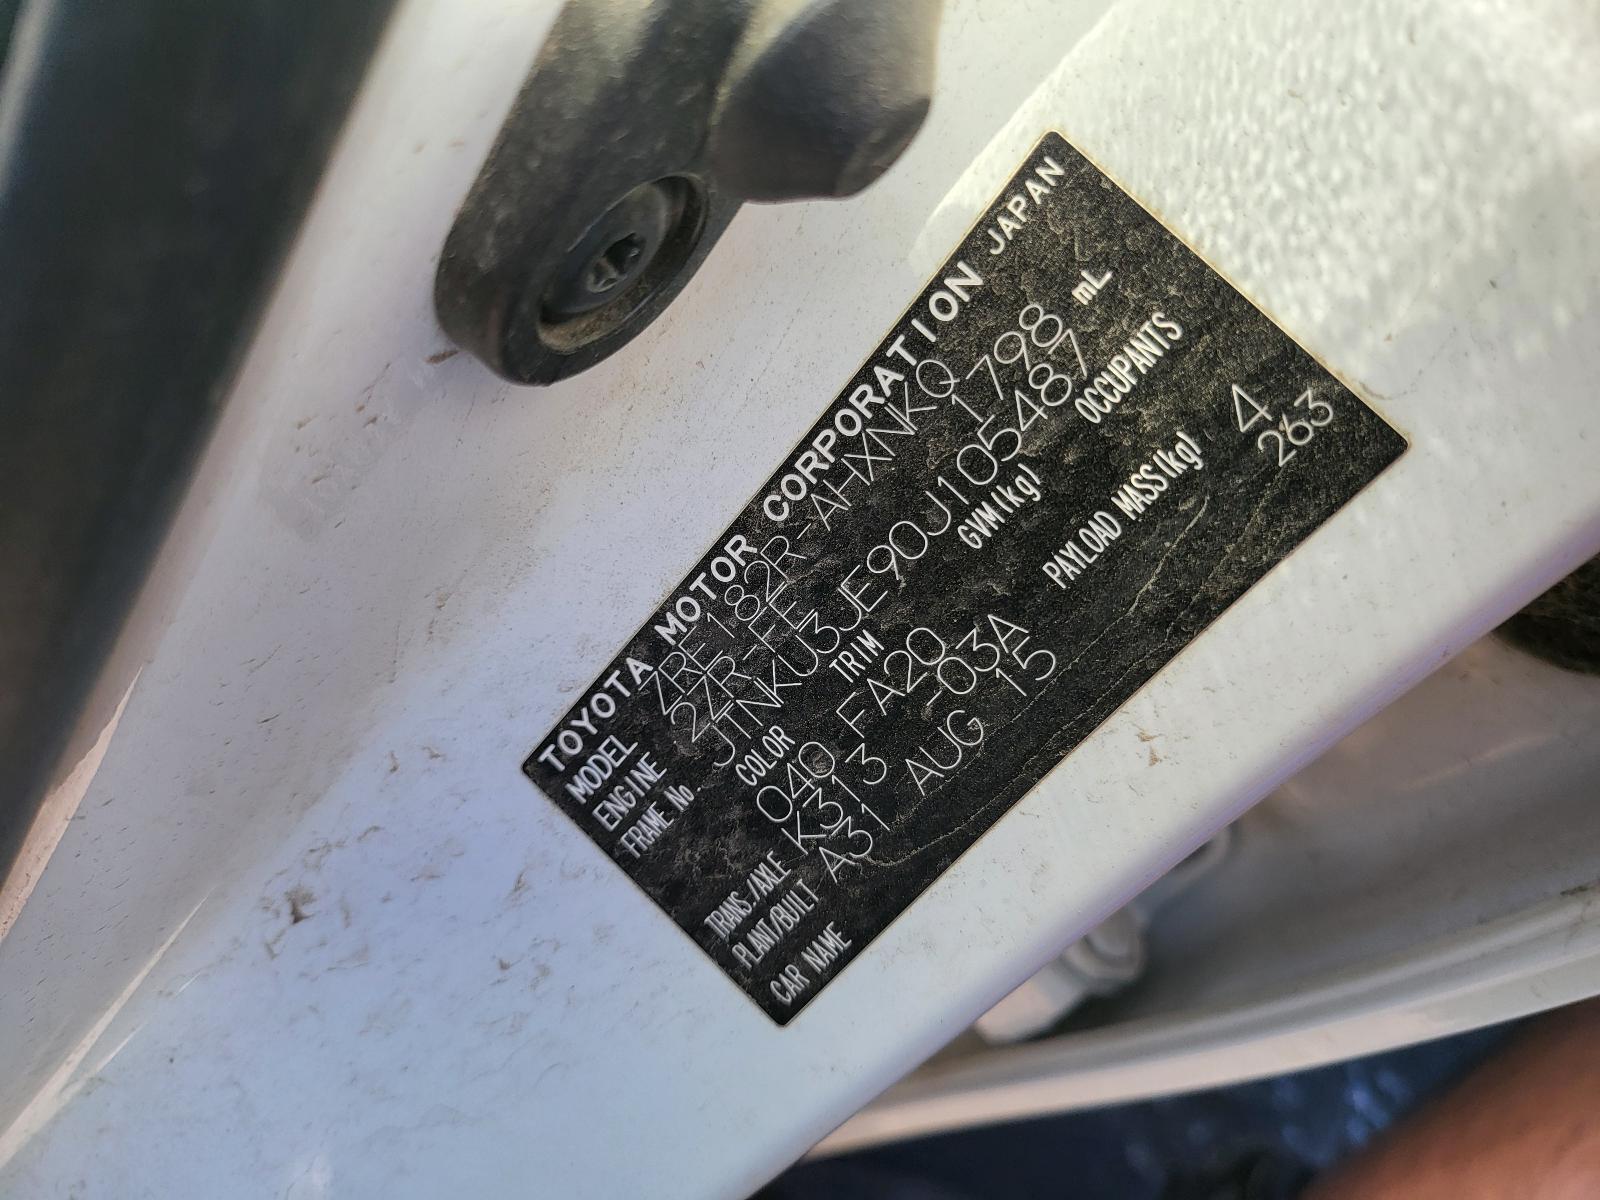 TOYOTA MOTOR CORPORATION JAPAN
MODEL ZRE182R-AHXNKQ
ENGINE 2ZR-FE 1798 mL
FRAME No. JTNKU3JE90J105487
COLOR TRIM GVM[kg] OCCUPANTS 4
040 FA20 PAYLOAD MASS[kg] 263
TRANS./AXLE K313 -03A
PLANT/BUILT A31 AUG 15
CAR NAME